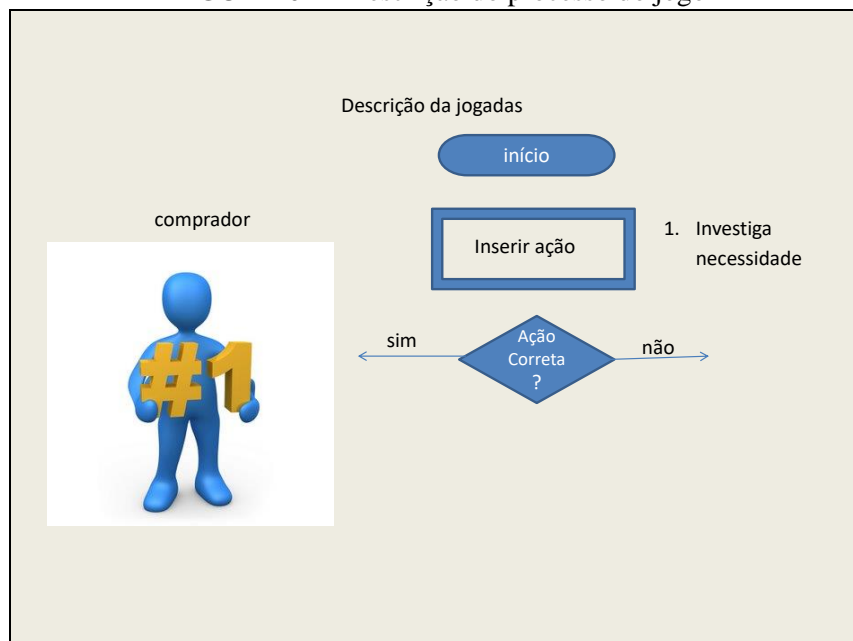 Descrição da jogadas
início
comprador
Inserir ação
1. Investiga
necessidade
sim
Ação
Correta
?
não
#1